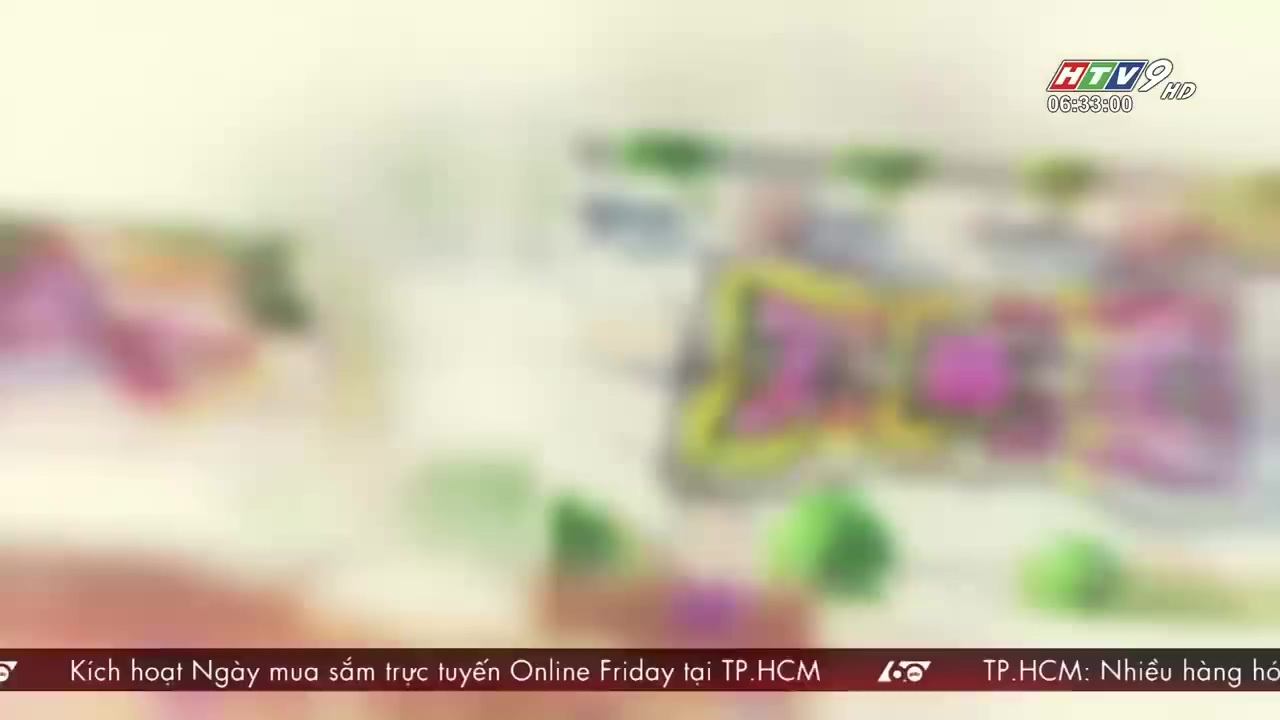 HTV9 HD
06:33:00
Kích hoạt Ngày mua sắm trực tuyến Online Friday tại TP.HCM
TP.HCM: Nhiều hàng hó